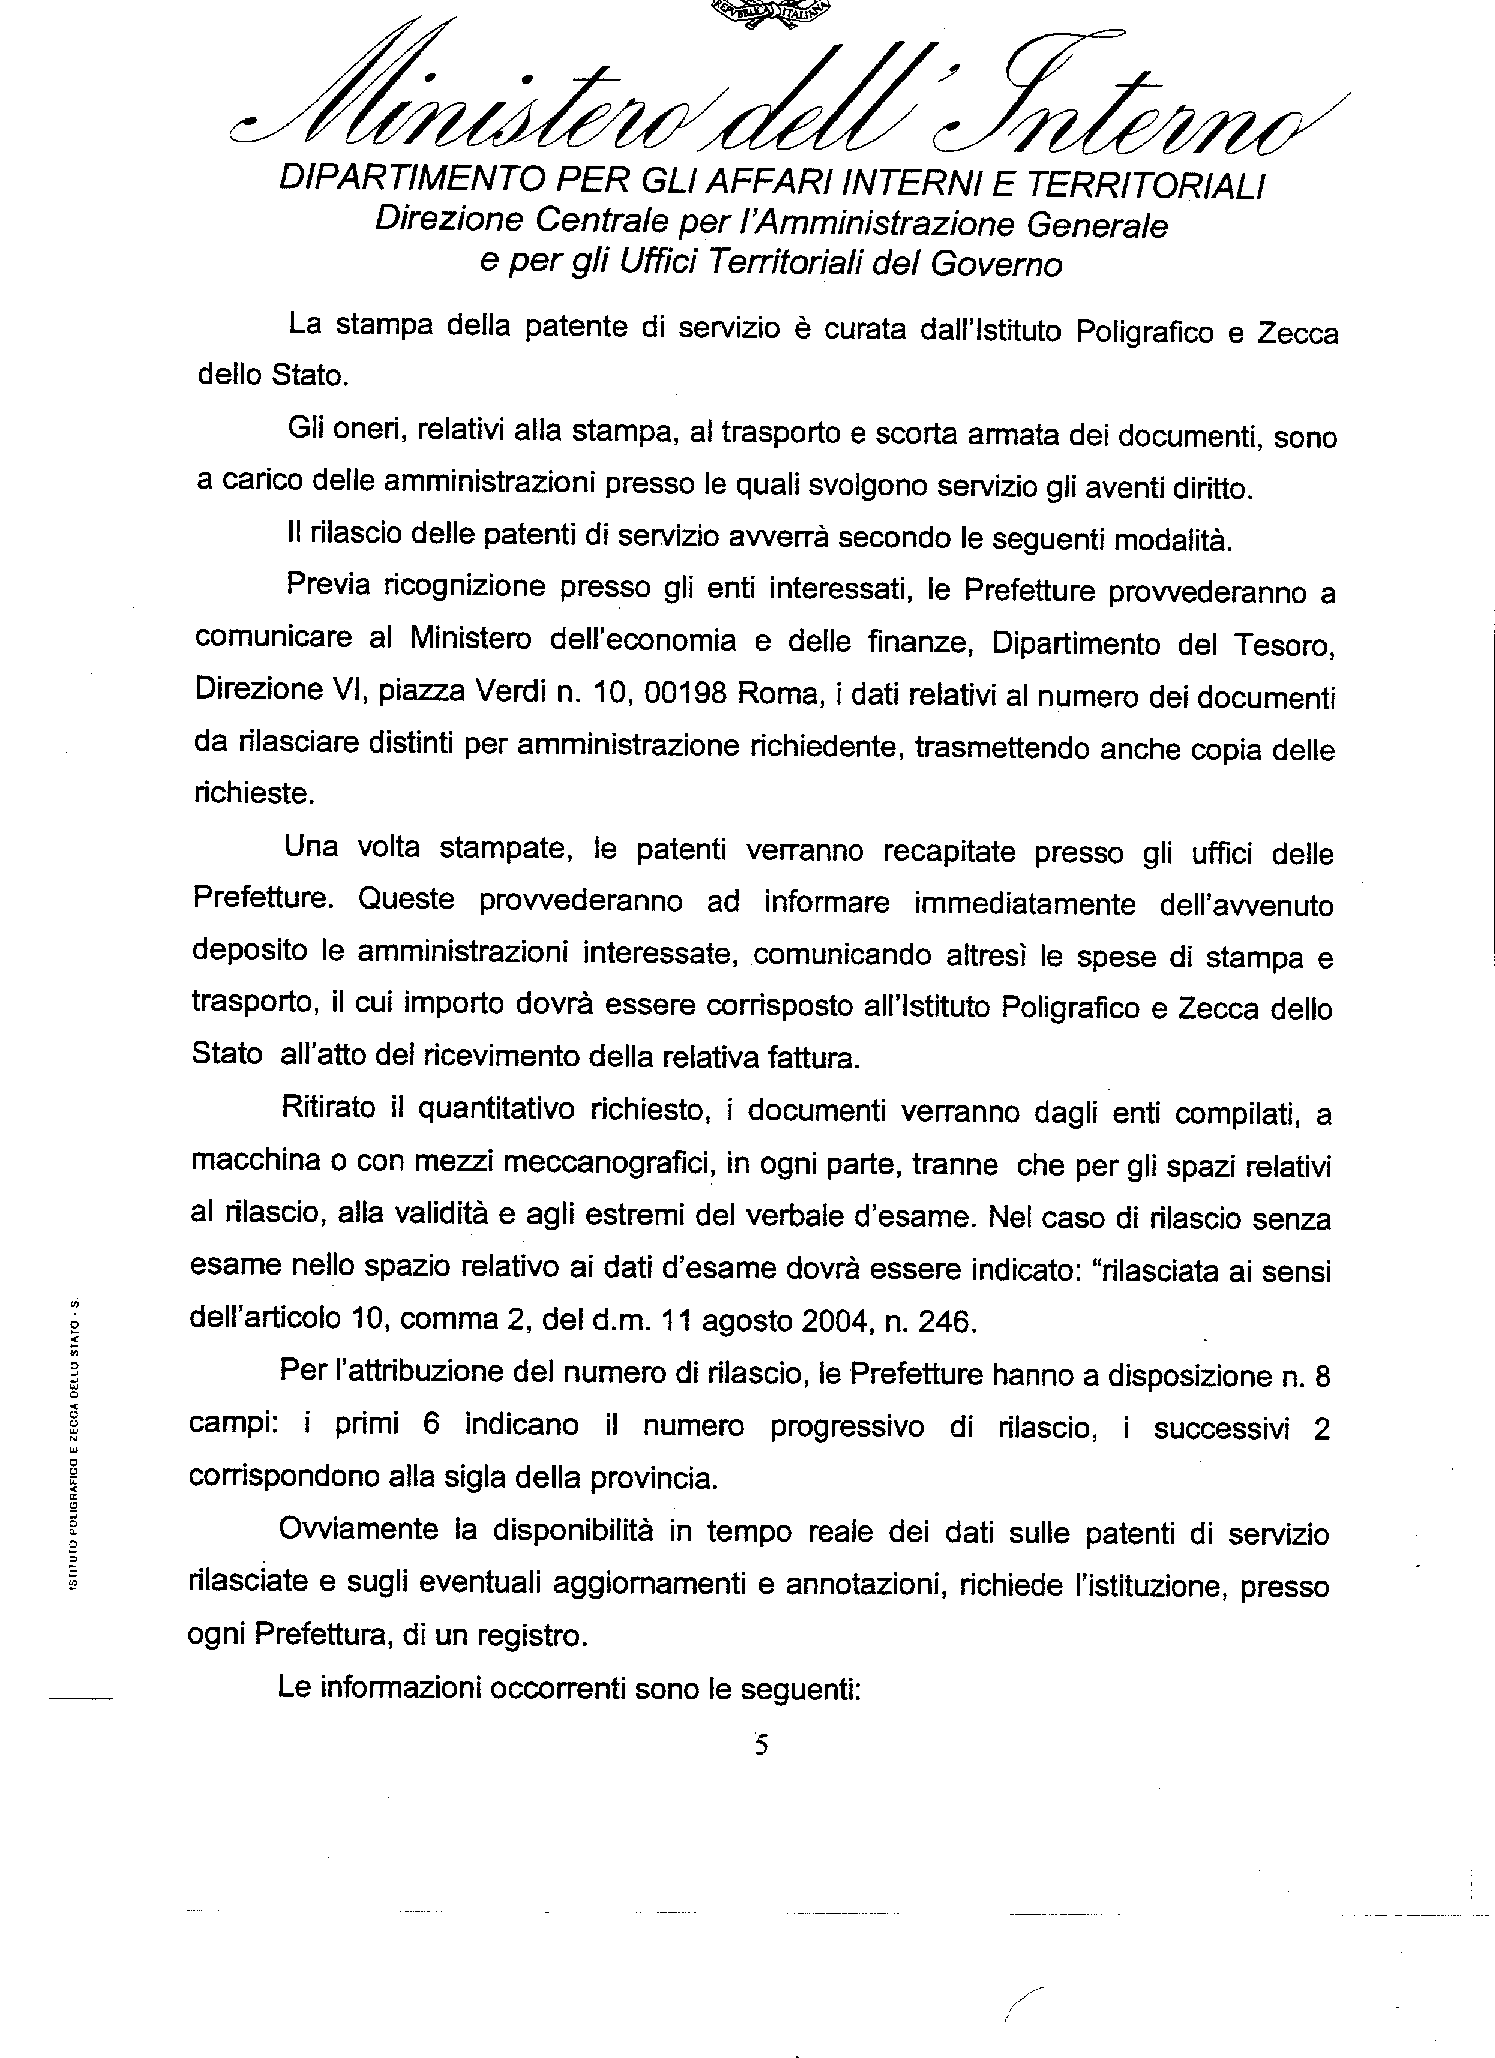 REPVBBLICA ITALIANA
Ministero dell'Interno
DIPARTIMENTO PER GLI AFFARI INTERNI E TERRITORIALI
Direzione Centrale per l'Amministrazione Generale
e per gli Uffici Territoriali del Governo
La stampa della patente di servizio è curata dall'Istituto Poligrafico e Zecca
dello Stato.
Gli oneri, relativi alla stampa, al trasporto e scorta armata dei documenti, sono
a carico delle amministrazioni presso le quali svolgono servizio gli aventi diritto.
Il rilascio delle patenti di servizio avverrà secondo le seguenti modalità.
Previa ricognizione presso gli enti interessati, le Prefetture provvederanno a
comunicare al Ministero dell'economia e delle finanze, Dipartimento del Tesoro,
Direzione VI, piazza Verdi n. 10, 00198 Roma, i dati relativi al numero dei documenti
da rilasciare distinti per amministrazione richiedente, trasmettendo anche copia delle
richieste.
Una volta stampate, le patenti verranno recapitate presso gli uffici delle
Prefetture. Queste provvederanno ad informare immediatamente dell'avvenuto
deposito le amministrazioni interessate, comunicando altresì le spese di stampa e
trasporto, il cui importo dovrà essere corrisposto all'Istituto Poligrafico e Zecca dello
Stato all'atto del ricevimento della relativa fattura.
Ritirato il quantitativo richiesto, i documenti verranno dagli enti compilati, a
macchina o con mezzi meccanografici, in ogni parte, tranne che per gli spazi relativi
al rilascio, alla validità e agli estremi del verbale d'esame. Nel caso di rilascio senza
esame nello spazio relativo ai dati d'esame dovrà essere indicato: "rilasciata ai sensi
dell'articolo 10, comma 2, del d.m. 11 agosto 2004, n. 246.
Per l'attribuzione del numero di rilascio, le Prefetture hanno a disposizione n. 8
campi: i primi 6 indicano il numero progressivo di rilascio, i successivi 2
corrispondono alla sigla della provincia.
Ovviamente la disponibilità in tempo reale dei dati sulle patenti di servizio
rilasciate e sugli eventuali aggiornamenti e annotazioni, richiede l'istituzione, presso
ogni Prefettura, di un registro.
Le informazioni occorrenti sono le seguenti:
5
ISTITUTO POLIGRAFICO E ZECCA DELLO STATO - S.